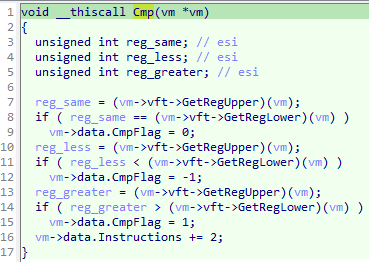 1 void __thiscall Cmp(vm *vm)
2 {
3   unsigned int reg_same; // esi
4   unsigned int reg_less; // esi
5   unsigned int reg_greater; // esi
6
7   reg_same = (vm->vft->GetRegUpper)(vm);
8   if ( reg_same == (vm->vft->GetRegLower)(vm) )
9     vm->data.CmpFlag = 0;
10   reg_less = (vm->vft->GetRegUpper)(vm);
11   if ( reg_less < (vm->vft->GetRegLower)(vm) )
12     vm->data.CmpFlag = -1;
13   reg_greater = (vm->vft->GetRegUpper)(vm);
14   if ( reg_greater > (vm->vft->GetRegLower)(vm) )
15     vm->data.CmpFlag = 1;
16   vm->data.Instructions += 2;
17 }